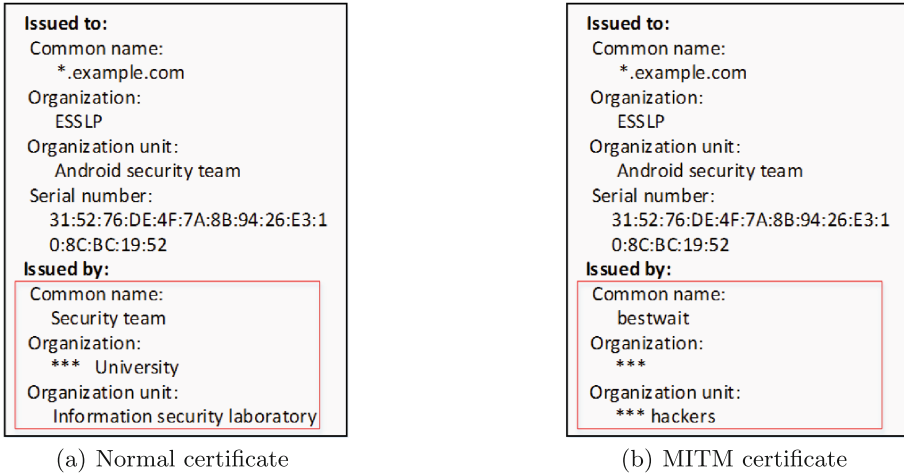 Issued to:
Common name:
*.example.com
Organization:
ESSLP
Organization unit:
Android security team
Serial number:
31:52:76:DE:4F:7A:8B:94:26:E3:1
0:8C:BC:19:52
Issued by:
Common name:
Security team
Organization:
*** University
Organization unit:
Information security laboratory
(a) Normal certificate
Issued to:
Common name:
*.example.com
Organization:
ESSLP
Organization unit:
Android security team
Serial number:
31:52:76:DE:4F:7A:8B:94:26:E3:1
0:8C:BC:19:52
Issued by:
Common name:
bestwait
Organization:
***
Organization unit:
*** hackers
(b) MITM certificate